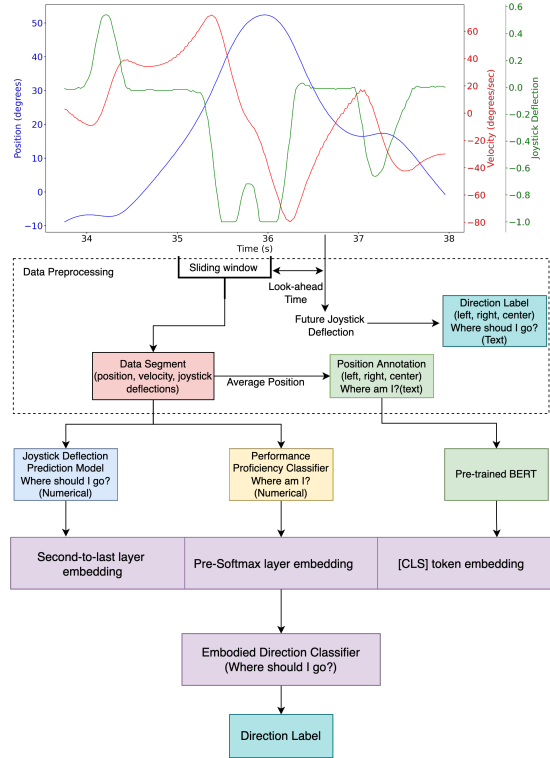 50
40
30
20
10
0
−10
Position (degrees)
60
40
20
0
−20
−40
−60
−80
Velocity (degrees/sec)
0.6
0.4
0.2
0.0
−0.2
−0.4
−0.6
−0.8
−1.0
Joystick Deflection
34
35
36
37
38
Time (s)
Data Preprocessing
Sliding window
Look-ahead
Time
Future Joystick
Deflection
Direction Label
(left, right, center)
Where shoud I go?
(Text)
Data Segment
(position, velocity, joystick
deflections)
Average Position
Position Annotation
(left, right, center)
Where am I?(text)
Joystick Deflection
Prediction Model
Where should I go?
(Numerical)
Performance
Proficiency Classifier
Where am I?
(Numerical)
Pre-trained BERT
Second-to-last layer
embedding
Pre-Softmax layer embedding
[CLS] token embedding
Embodied Direction Classifier
(Where should I go?)
Direction Label